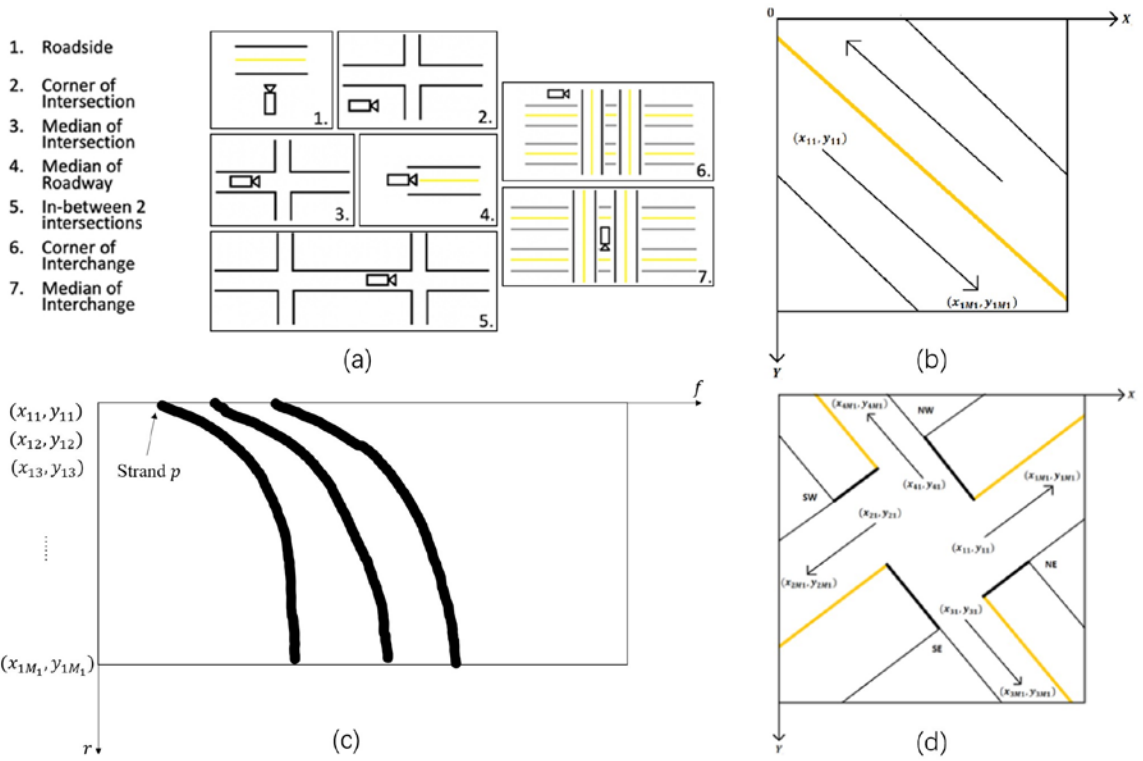 1. Roadside
2. Corner of
Intersection
3. Median of
Intersection
4. Median of
Roadway
5. In-between 2
intersections
6. Corner of
Interchange
7. Median of
Interchange
1.
2.
3.
4.
5.
6.
7.
(a)
0
X
(x₁₁, y₁₁)
(x₁M₁, y₁M₁)
Y
(b)
f
(x₁₁, y₁₁)
(x₁₂, y₁₂)
(x₁₃, y₁₃)
Strand p
......
(x₁M₁, y₁M₁)
r
(c)
X
(x₄M₁, y₄M₁)
NW
(x₄₁, y₄₁)
(x₁M₁, y₁M₁)
SW
(x₂₁, y₂₁)
(x₁₁, y₁₁)
NE
(x₂M₁, y₂M₁)
(x₃₁, y₃₁)
SE
(x₃M₁, y₃M₁)
Y
(d)